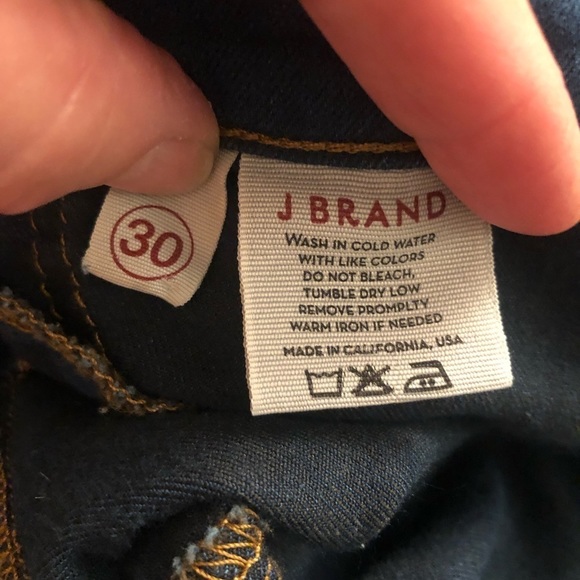 30
J BRAND
WASH IN COLD WATER
WITH LIKE COLORS
DO NOT BLEACH,
TUMBLE DRY LOW
REMOVE PROMPLTY
WARM IRON IF NEEDED
MADE IN CALIFORNIA, USA